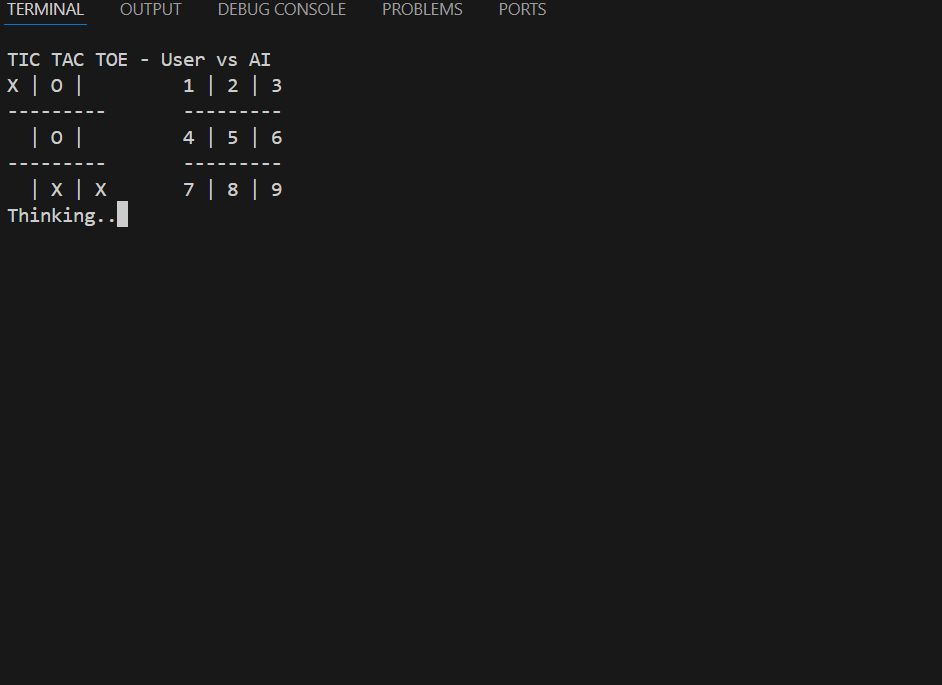 TERMINAL OUTPUT DEBUG CONSOLE PROBLEMS PORTS
TIC TAC TOE - User vs AI
X | O |         1 | 2 | 3
---------       ---------
  | O |         4 | 5 | 6
---------       ---------
  | X | X       7 | 8 | 9
Thinking..